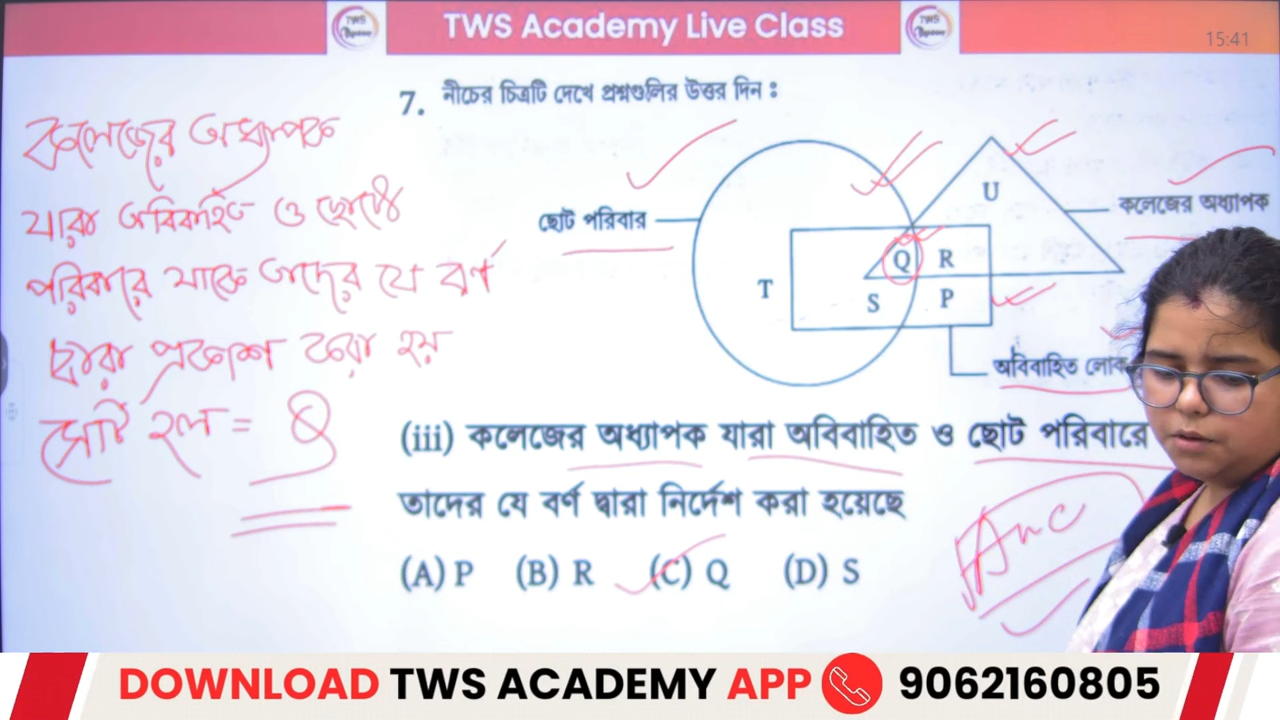 TWS Academy Live Class
15:41
7. নীচের চিত্রটি দেখে প্রশ্নগুলির উত্তর দিন :
কলেজের অধ্যাপক
যারা অবিবাহিত ও ছোট
পরিবারে থাকে তাদের যে বর্ণ
দ্বারা প্রকাশ করা হয়
সেটি হল = Q
ছোট পরিবার
U
কলেজের অধ্যাপক
Q R
T
S P
অবিবাহিত লোক
(iii) কলেজের অধ্যাপক যারা অবিবাহিত ও ছোট পরিবারে
তাদের যে বর্ণ দ্বারা নির্দেশ করা হয়েছে
Ans
(A) P (B) R (C) Q (D) S
DOWNLOAD TWS ACADEMY APP 9062160805